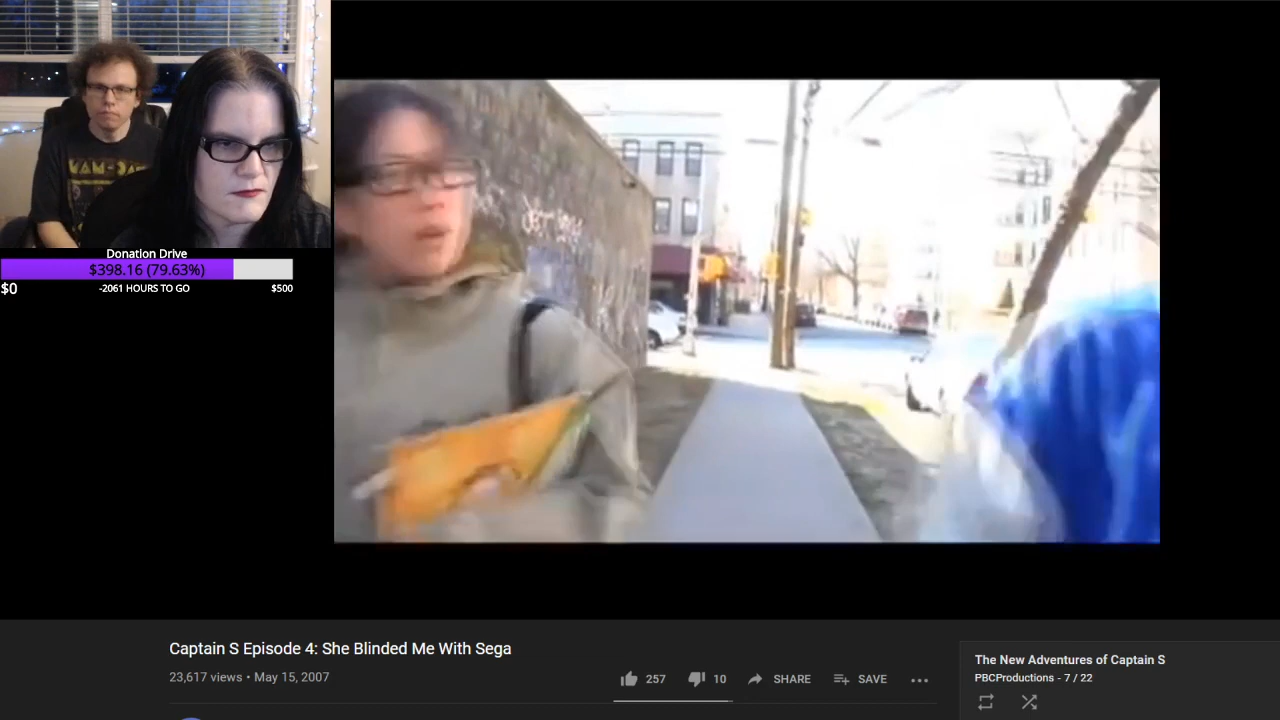 Donation Drive
$398.16 (79.63%)
$0
-2061 HOURS TO GO
$500
Captain S Episode 4: She Blinded Me With Sega
23,617 views • May 15, 2007
257
10
SHARE
SAVE
The New Adventures of Captain S
PBCProductions - 7 / 22